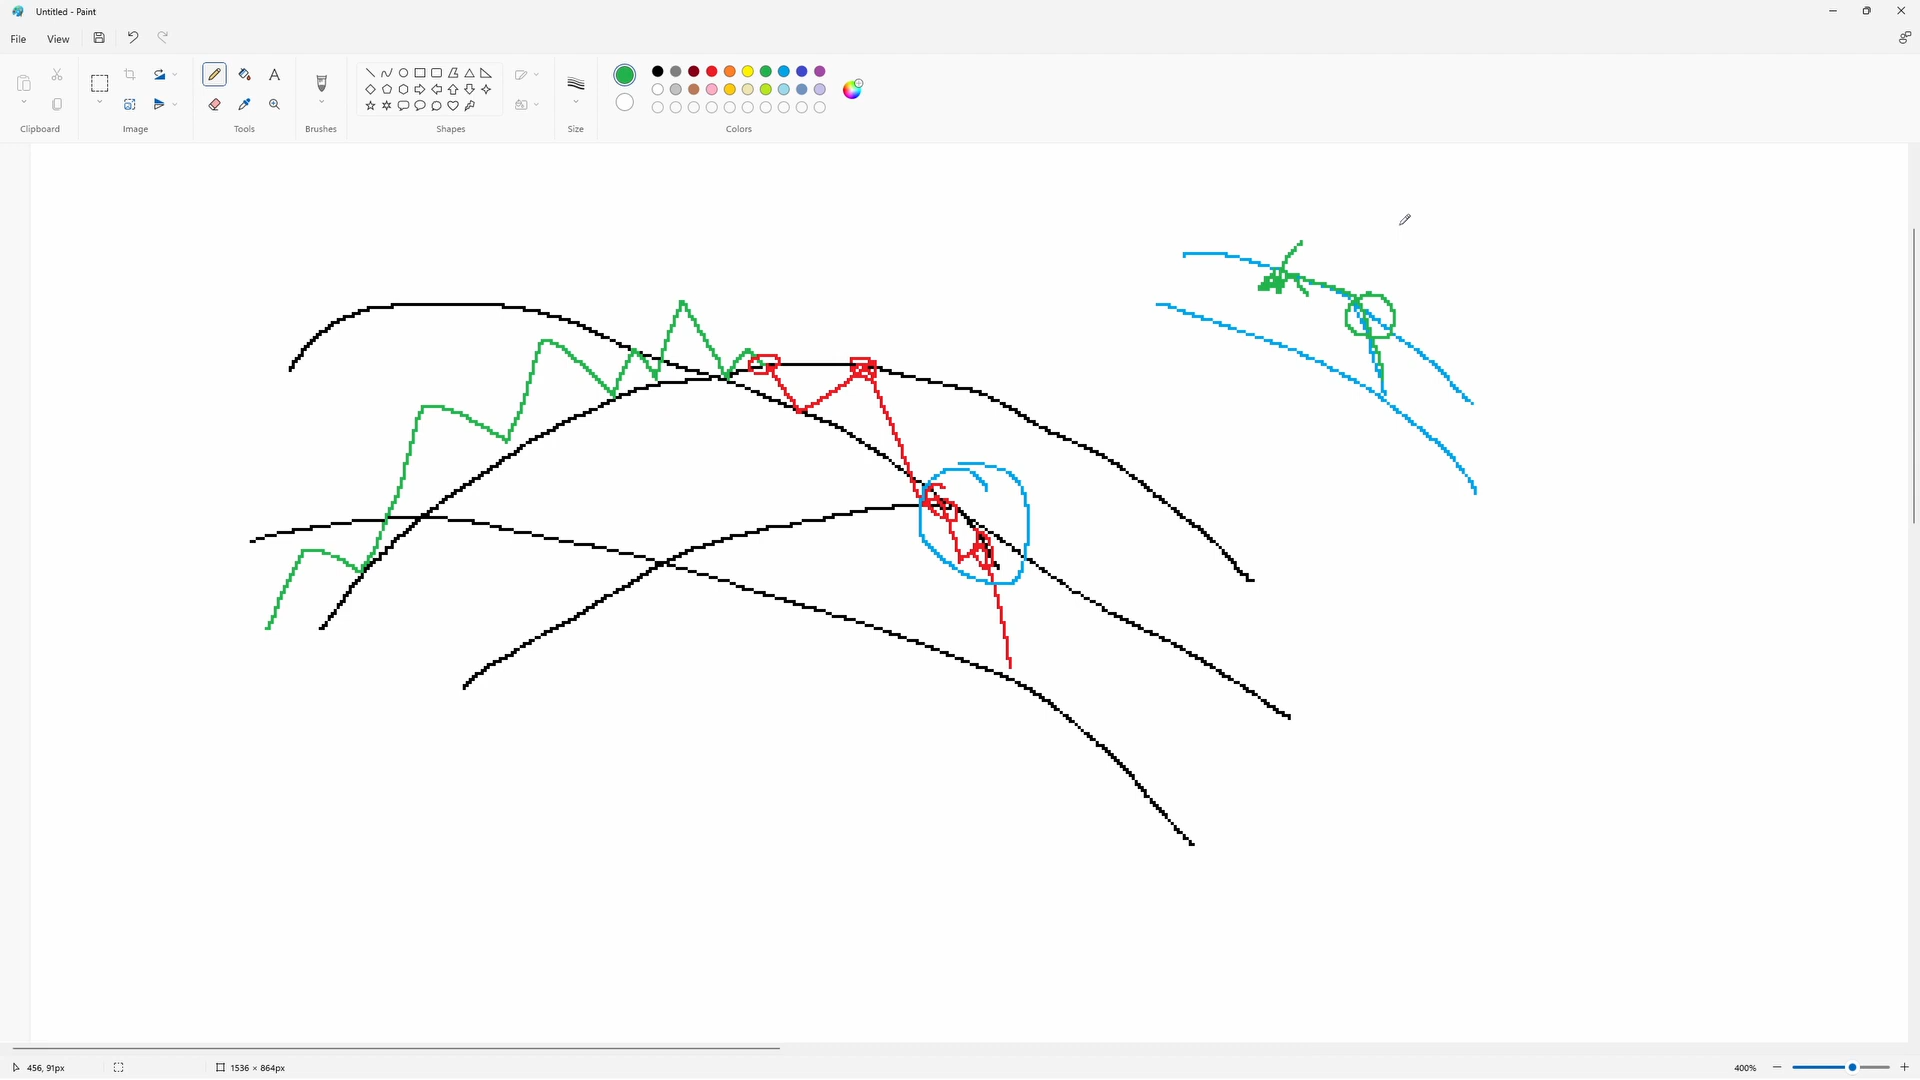 Untitled - Paint
File View
A
Clipboard Image Tools Brushes Shapes Size Colors
456, 91px 1536 × 864px 400%